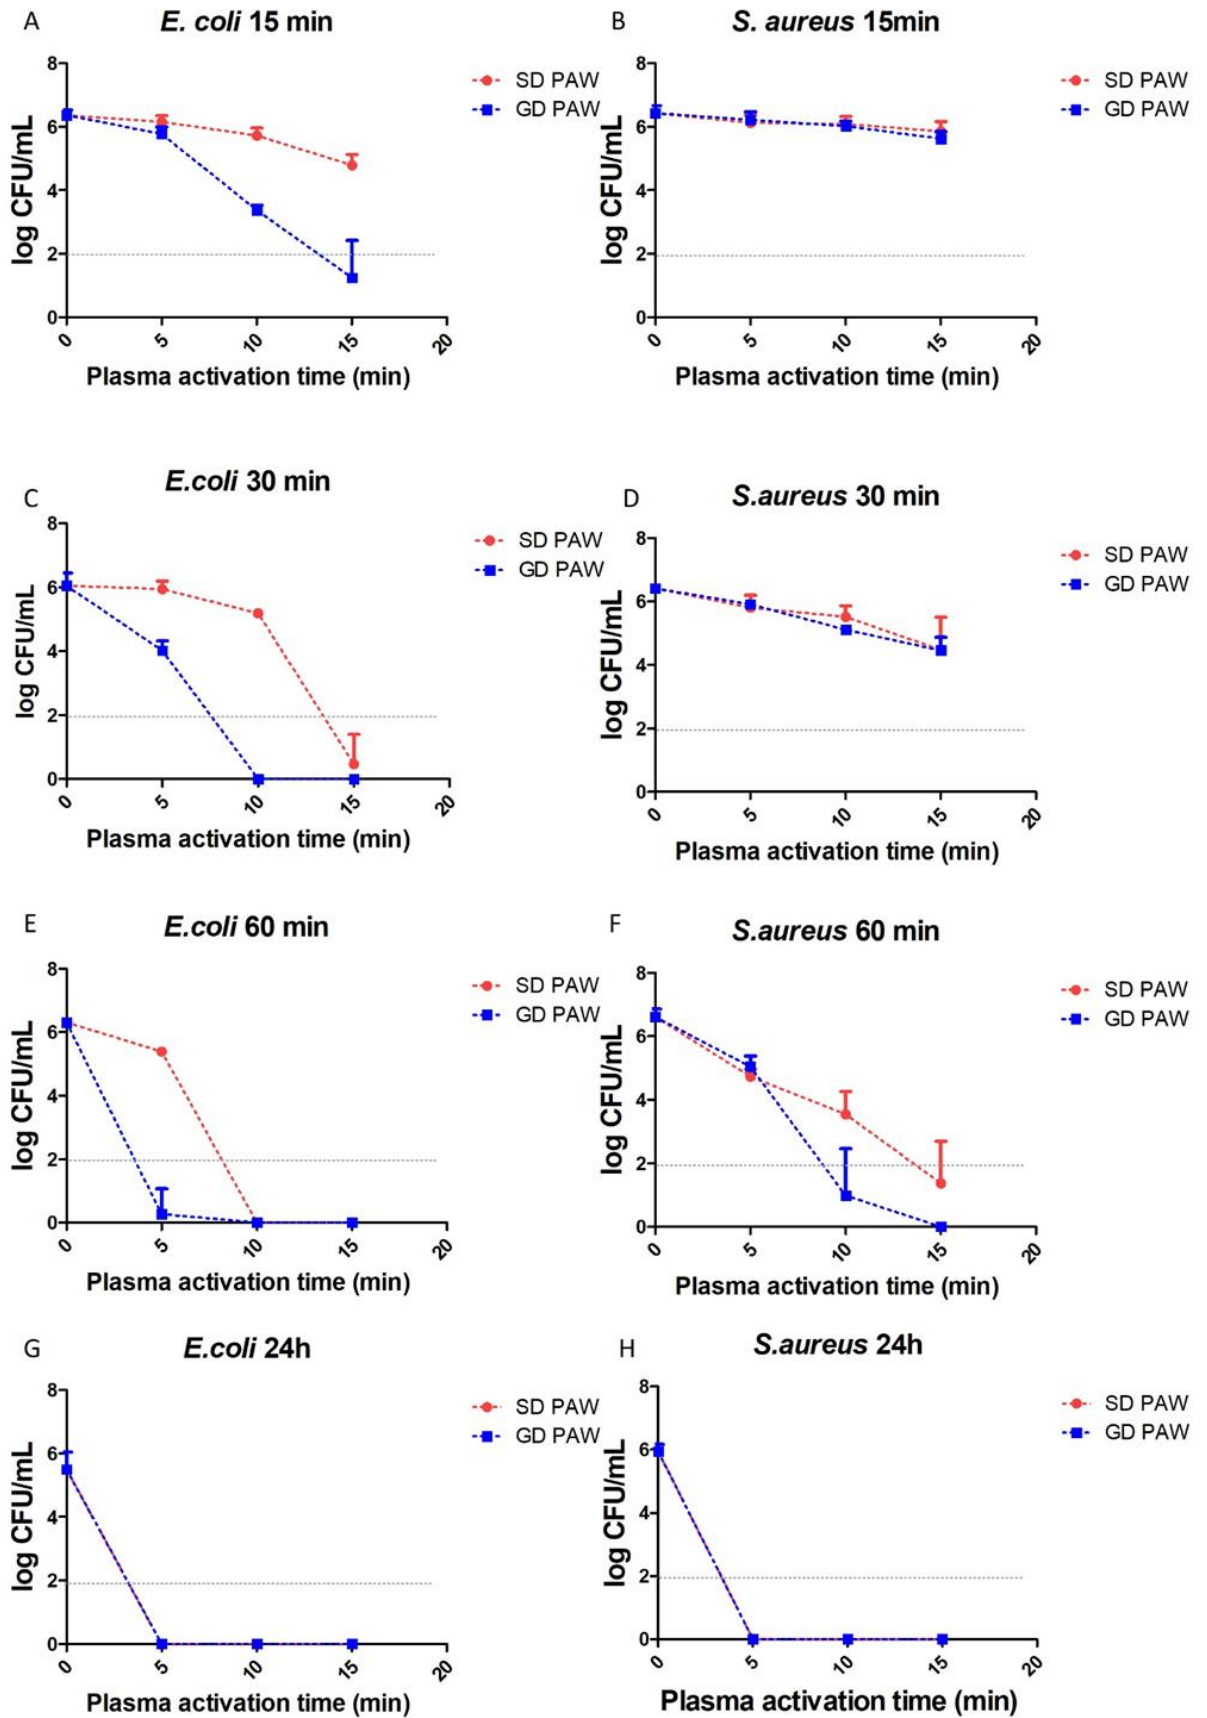 A
E. coli 15 min
8
6
4
2
0
log CFU/mL
0 5 10 15 20
Plasma activation time (min)
SD PAW
GD PAW
B
S. aureus 15min
8
6
4
2
0
log CFU/mL
0 5 10 15 20
Plasma activation time (min)
SD PAW
GD PAW
C
E.coli 30 min
8
6
4
2
0
log CFU/mL
0 5 10 15 20
Plasma activation time (min)
SD PAW
GD PAW
D
S.aureus 30 min
8
6
4
2
0
log CFU/mL
0 5 10 15 20
Plasma activation time (min)
SD PAW
GD PAW
E
E.coli 60 min
8
6
4
2
0
log CFU/mL
0 5 10 15 20
Plasma activation time (min)
SD PAW
GD PAW
F
S.aureus 60 min
8
6
4
2
0
log CFU/mL
0 5 10 15 20
Plasma activation time (min)
SD PAW
GD PAW
G
E.coli 24h
8
6
4
2
0
log CFU/mL
0 5 10 15 20
Plasma activation time (min)
SD PAW
GD PAW
H
S.aureus 24h
8
6
4
2
0
log CFU/mL
0 5 10 15 20
Plasma activation time (min)
SD PAW
GD PAW